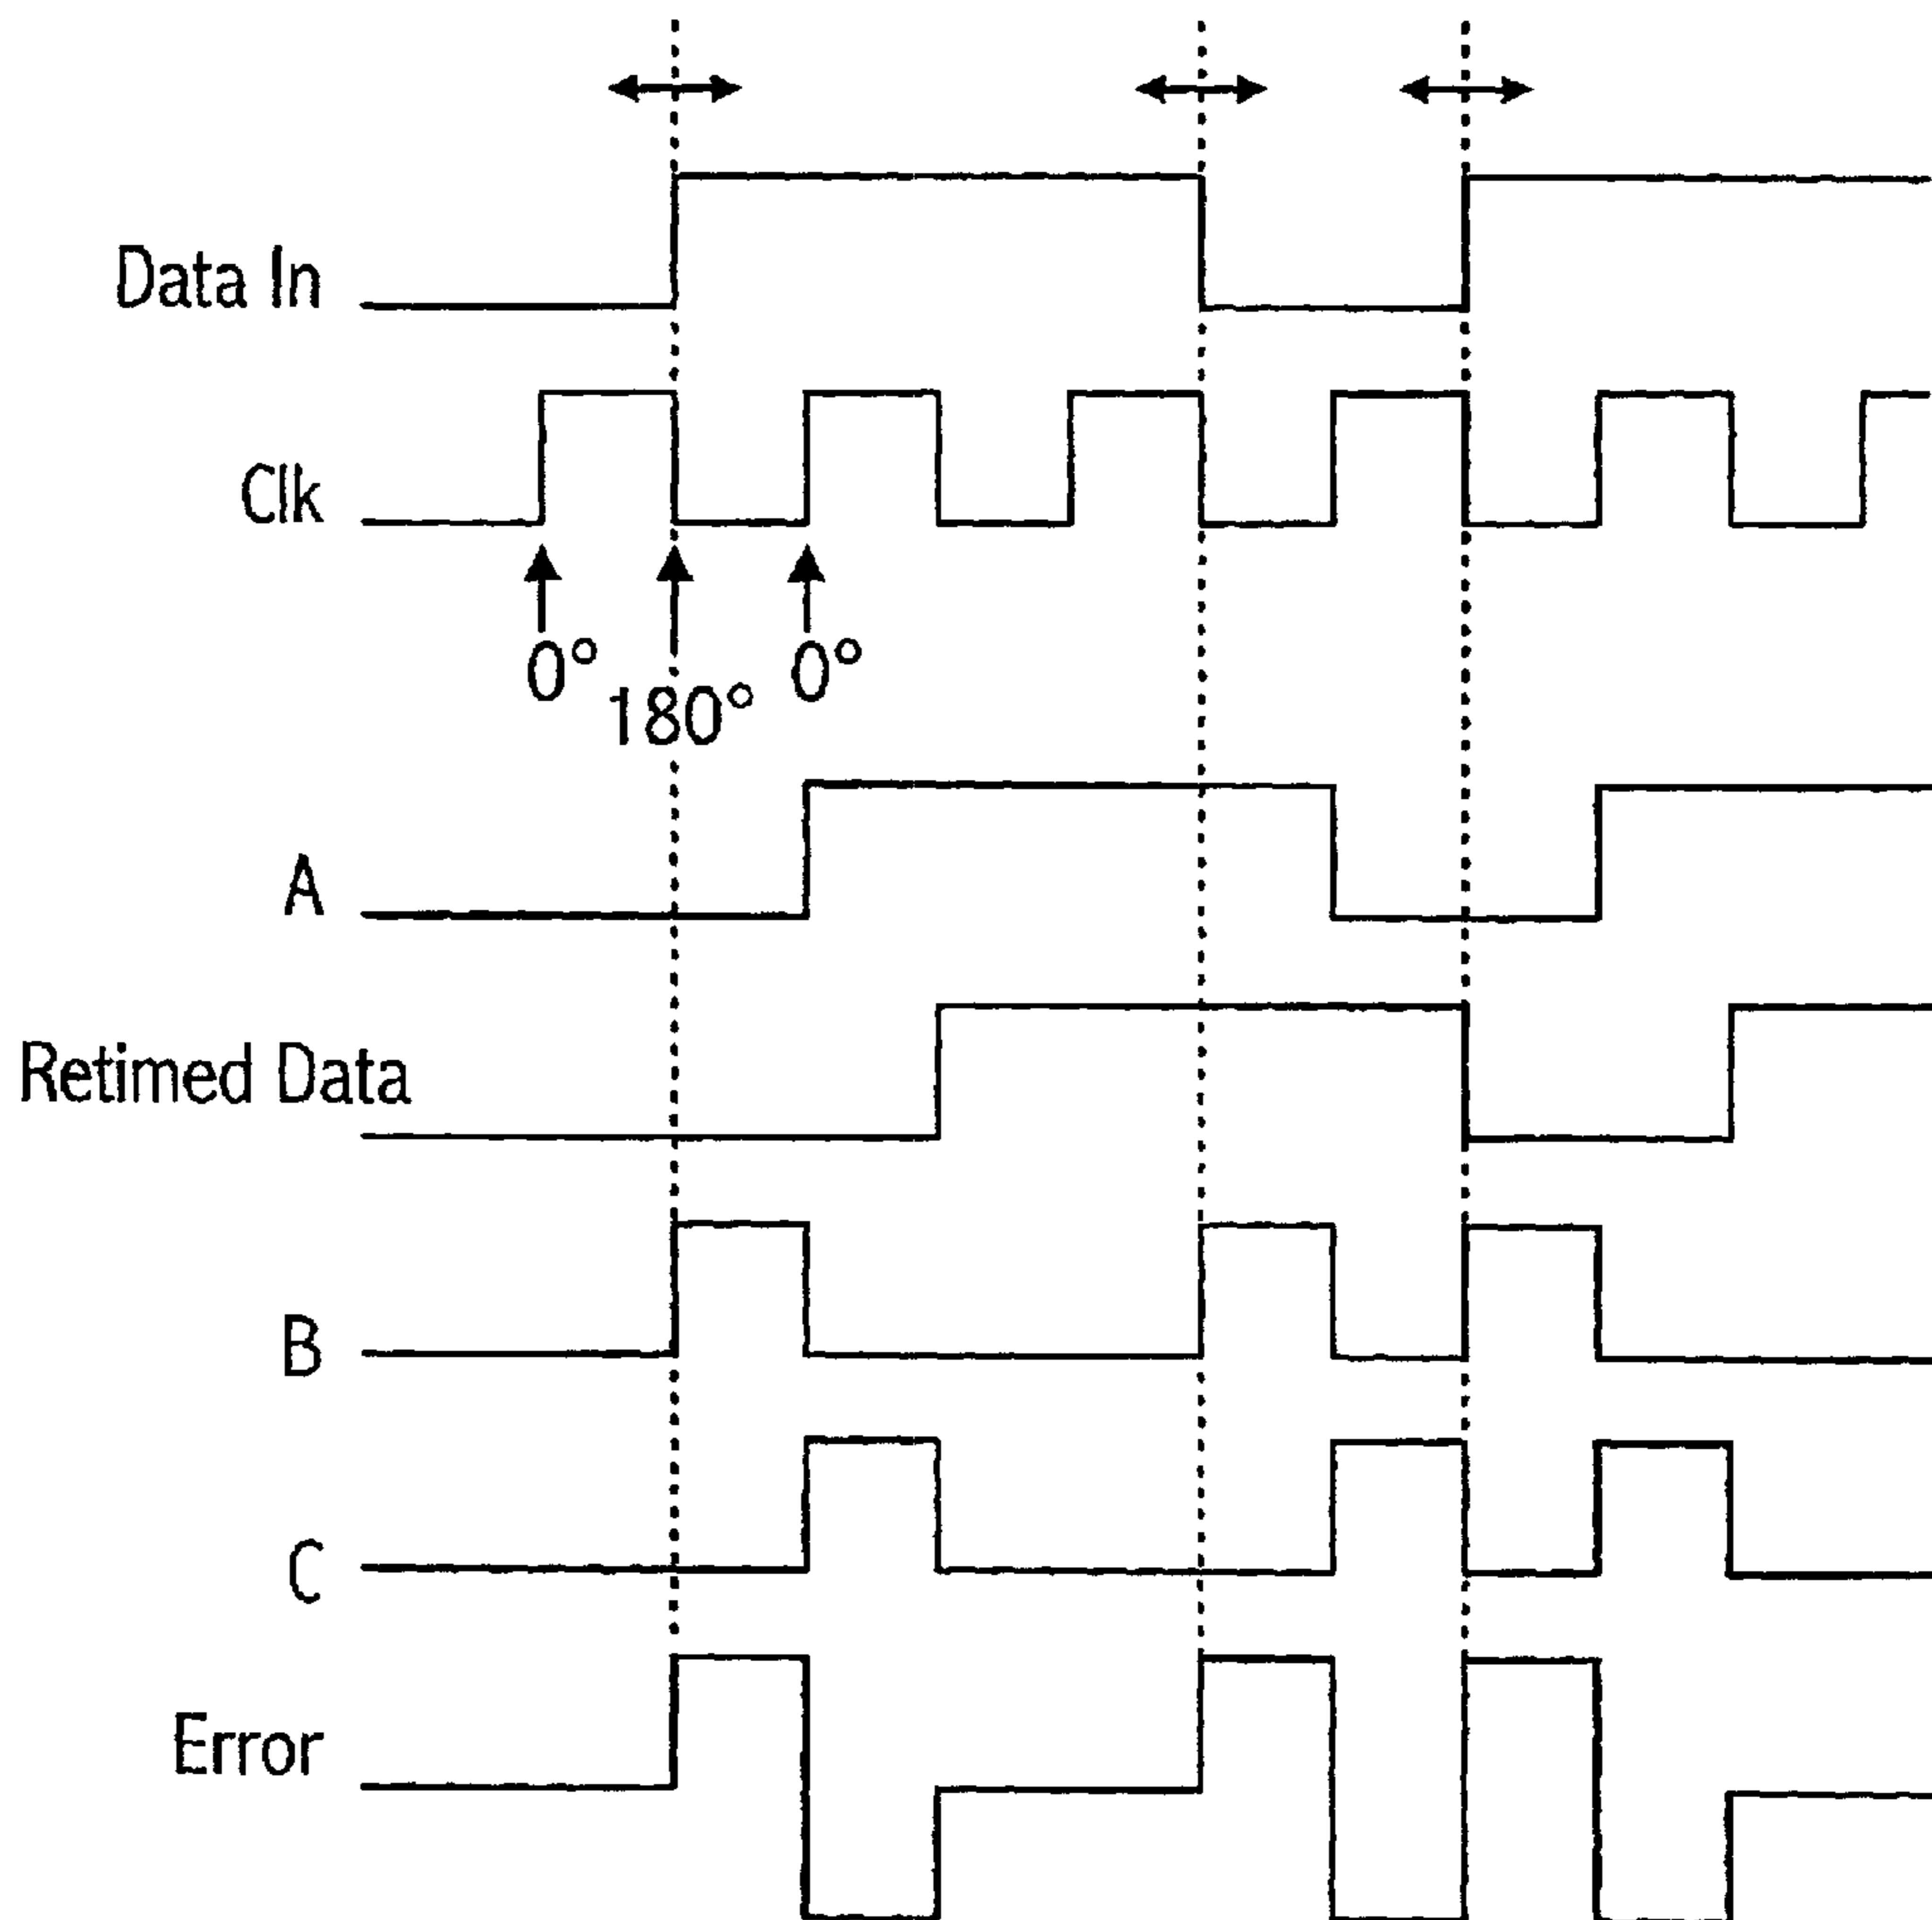 Data In
Clk
0°
180°
0°
A
Retimed Data
B
C
Error